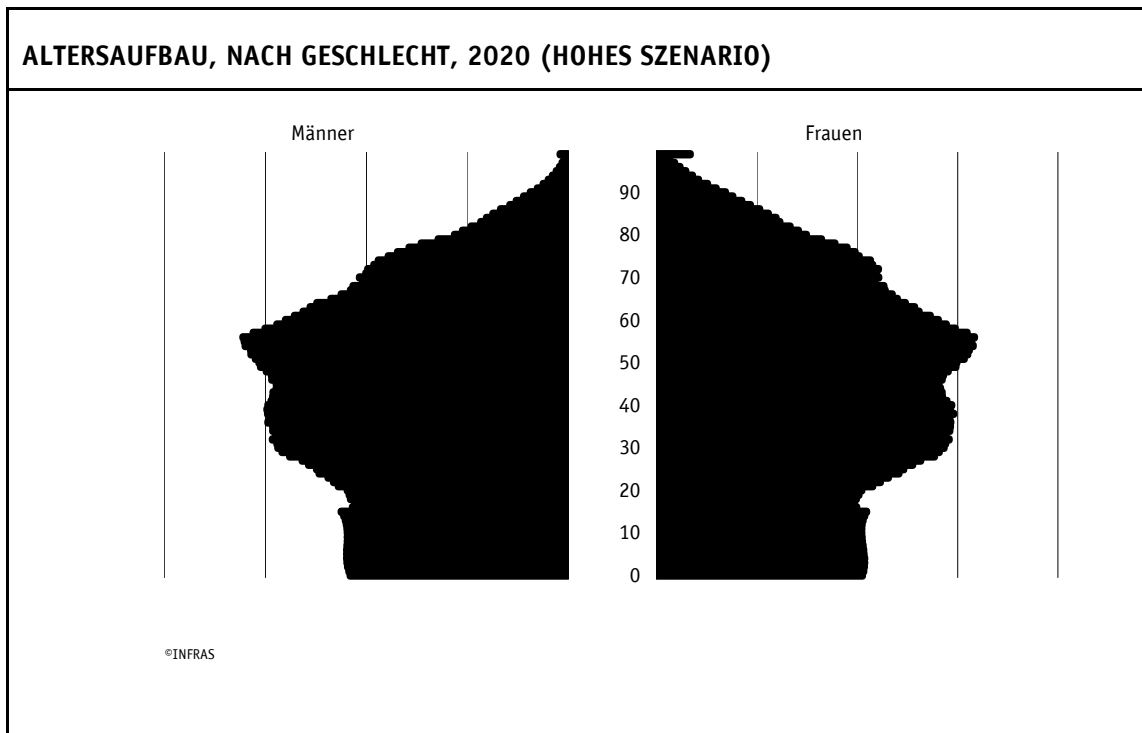 ALTERSAUFBAU, NACH GESCHLECHT, 2020 (HOHES SZENARIO)
Männer
Frauen
90
80
70
60
50
40
30
20
10
0
©INFRAS